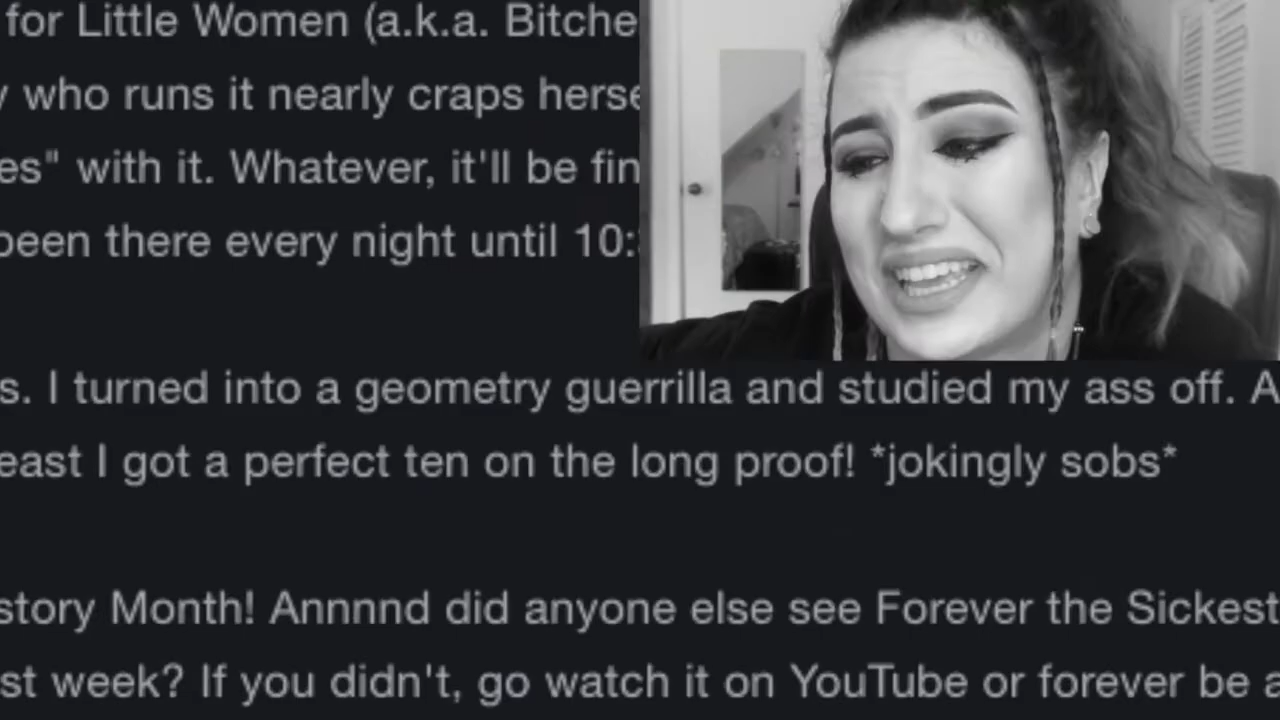 for Little Women (a.k.a. Bitche
who runs it nearly craps herse
es" with it. Whatever, it'll be fin
been there every night until 10:
s. I turned into a geometry guerrilla and studied my ass off. A
east I got a perfect ten on the long proof! *jokingly sobs*
story Month! Annnnd did anyone else see Forever the Sickest
st week? If you didn't, go watch it on YouTube or forever be a